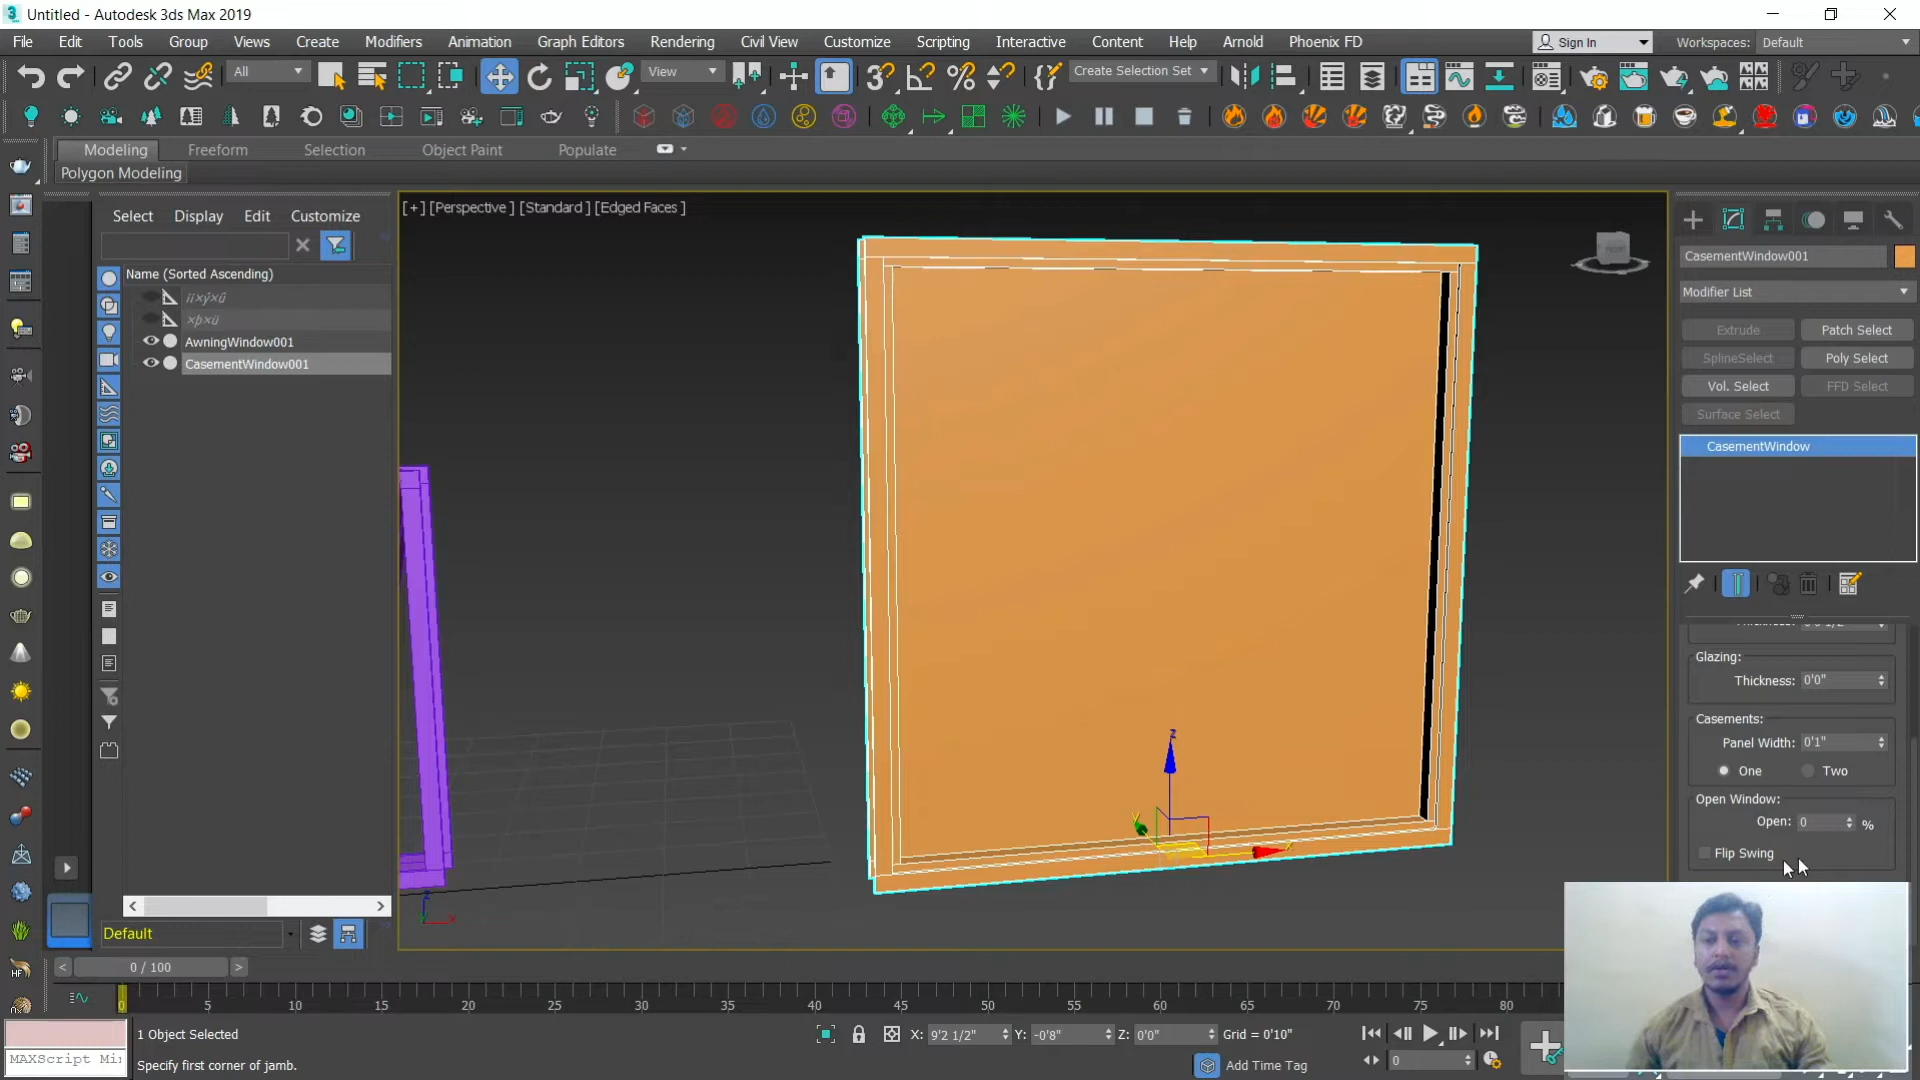 Untitled - Autodesk 3ds Max 2019
File Edit Tools Group Views Create Modifiers Animation Graph Editors Rendering Civil View Customize Scripting Interactive Content Help Arnold Phoenix FD Sign In Workspaces: Default
All View Create Selection Set
Modeling Freeform Selection Object Paint Populate
Polygon Modeling
Select Display Edit Customize
[+] [Perspective ] [Standard ] [Edged Faces ]
Name (Sorted Ascending)
AwningWindow001
CasementWindow001
CasementWindow001
Modifier List
Extrude Patch Select
SplineSelect Poly Select
Vol. Select FFD Select
Surface Select
CasementWindow
Glazing:
Thickness: 0'0"
Casements:
Panel Width: 0'1"
One Two
Open Window:
Open: 0 %
Flip Swing
FRONT
z
y
x
z
x
Default
0 / 100
0 5 10 15 20 25 30 35 40 45 50 55 60 65 70 75 80
1 Object Selected
X: 9'2 1/2" Y: -0'8" Z: 0'0" Grid = 0'10"
MAXScript Mi
Specify first corner of jamb.
Add Time Tag
0
HF